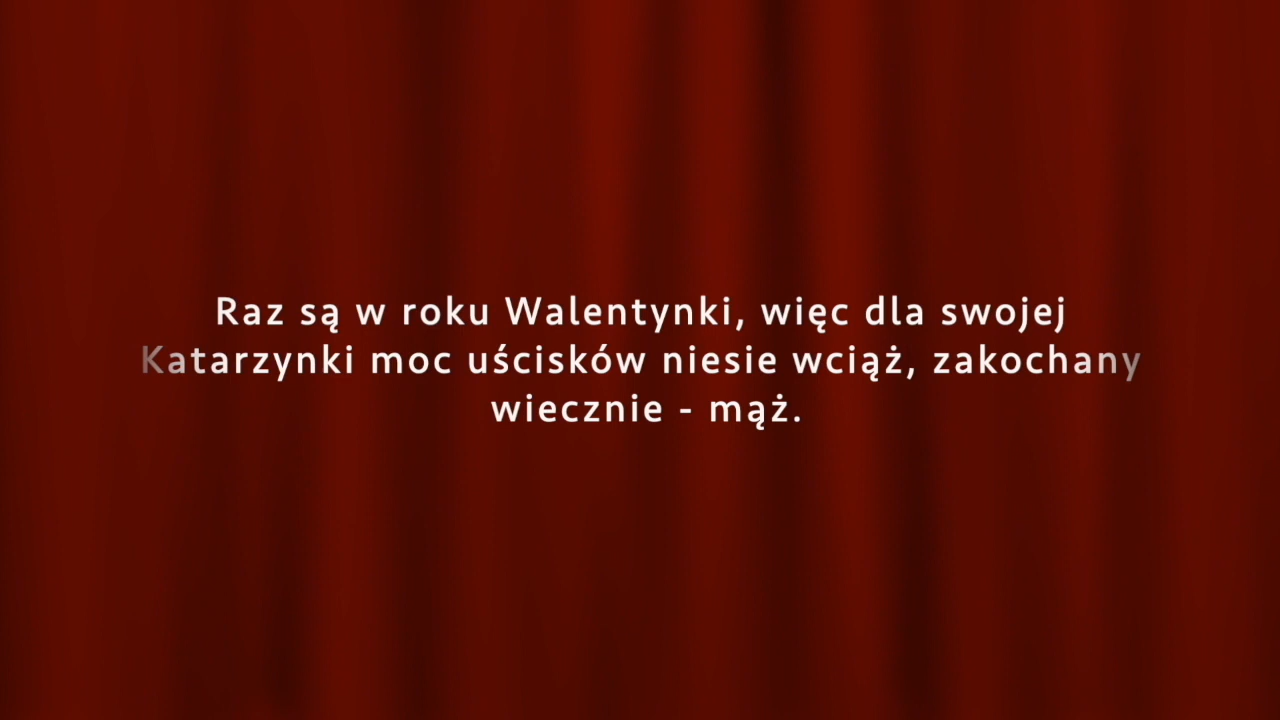 Raz są w roku Walentynki, więc dla swojej
Katarzynki moc uścisków niesie wciąż, zakochany
wiecznie - mąż.